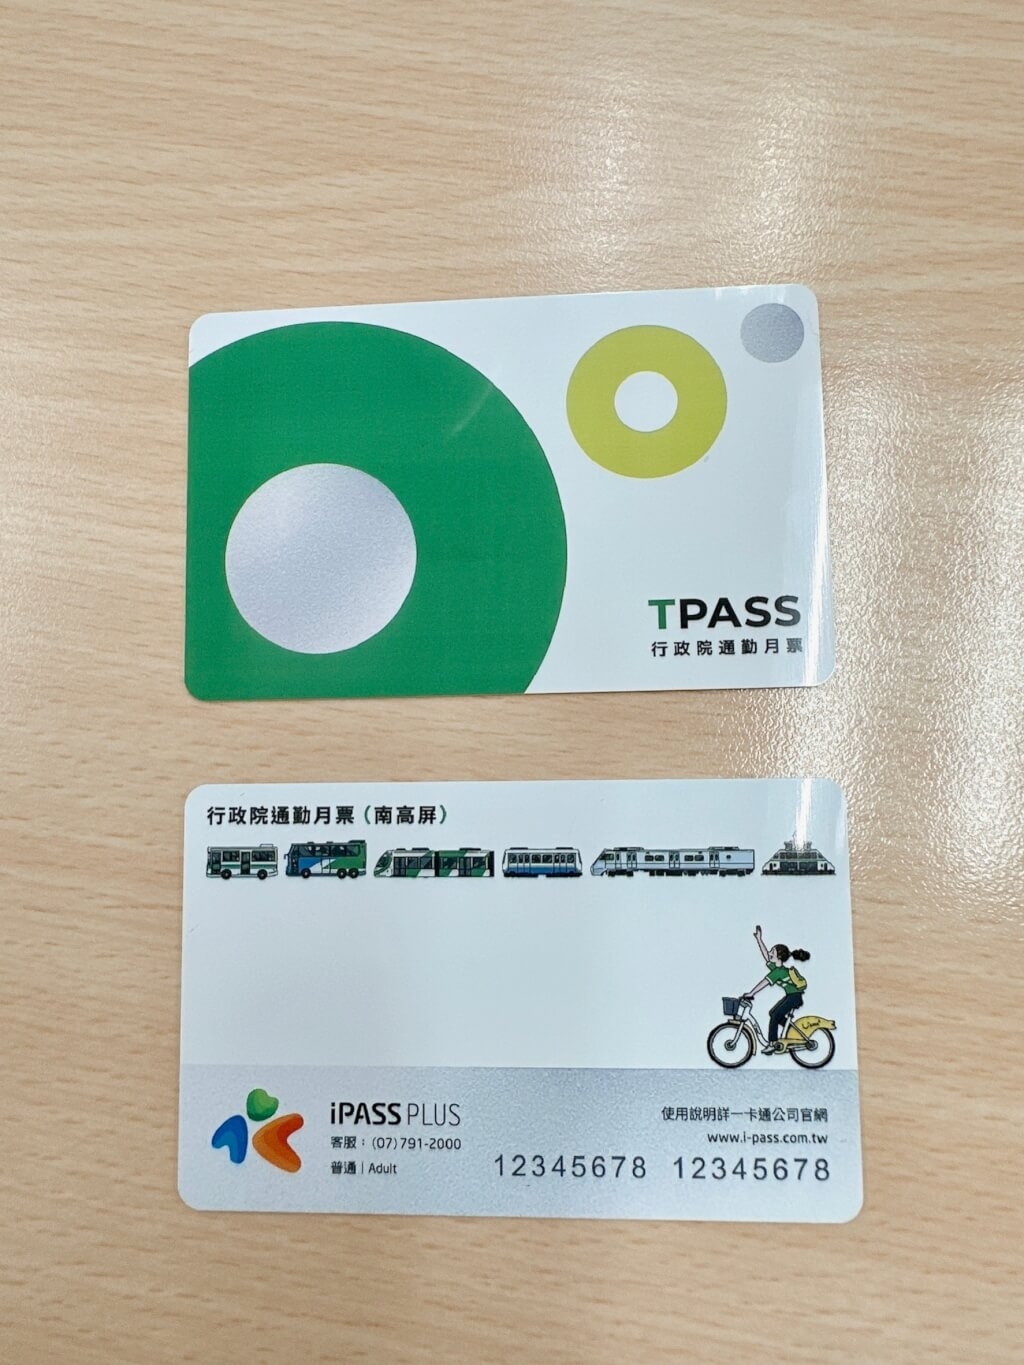 TPASS
行政院通勤月票
行政院通勤月票（南高屏）
iPASS PLUS
客服：(07)791-2000
普通｜Adult
使用說明詳一卡通公司官網
www.i-pass.com.tw
12345678 12345678